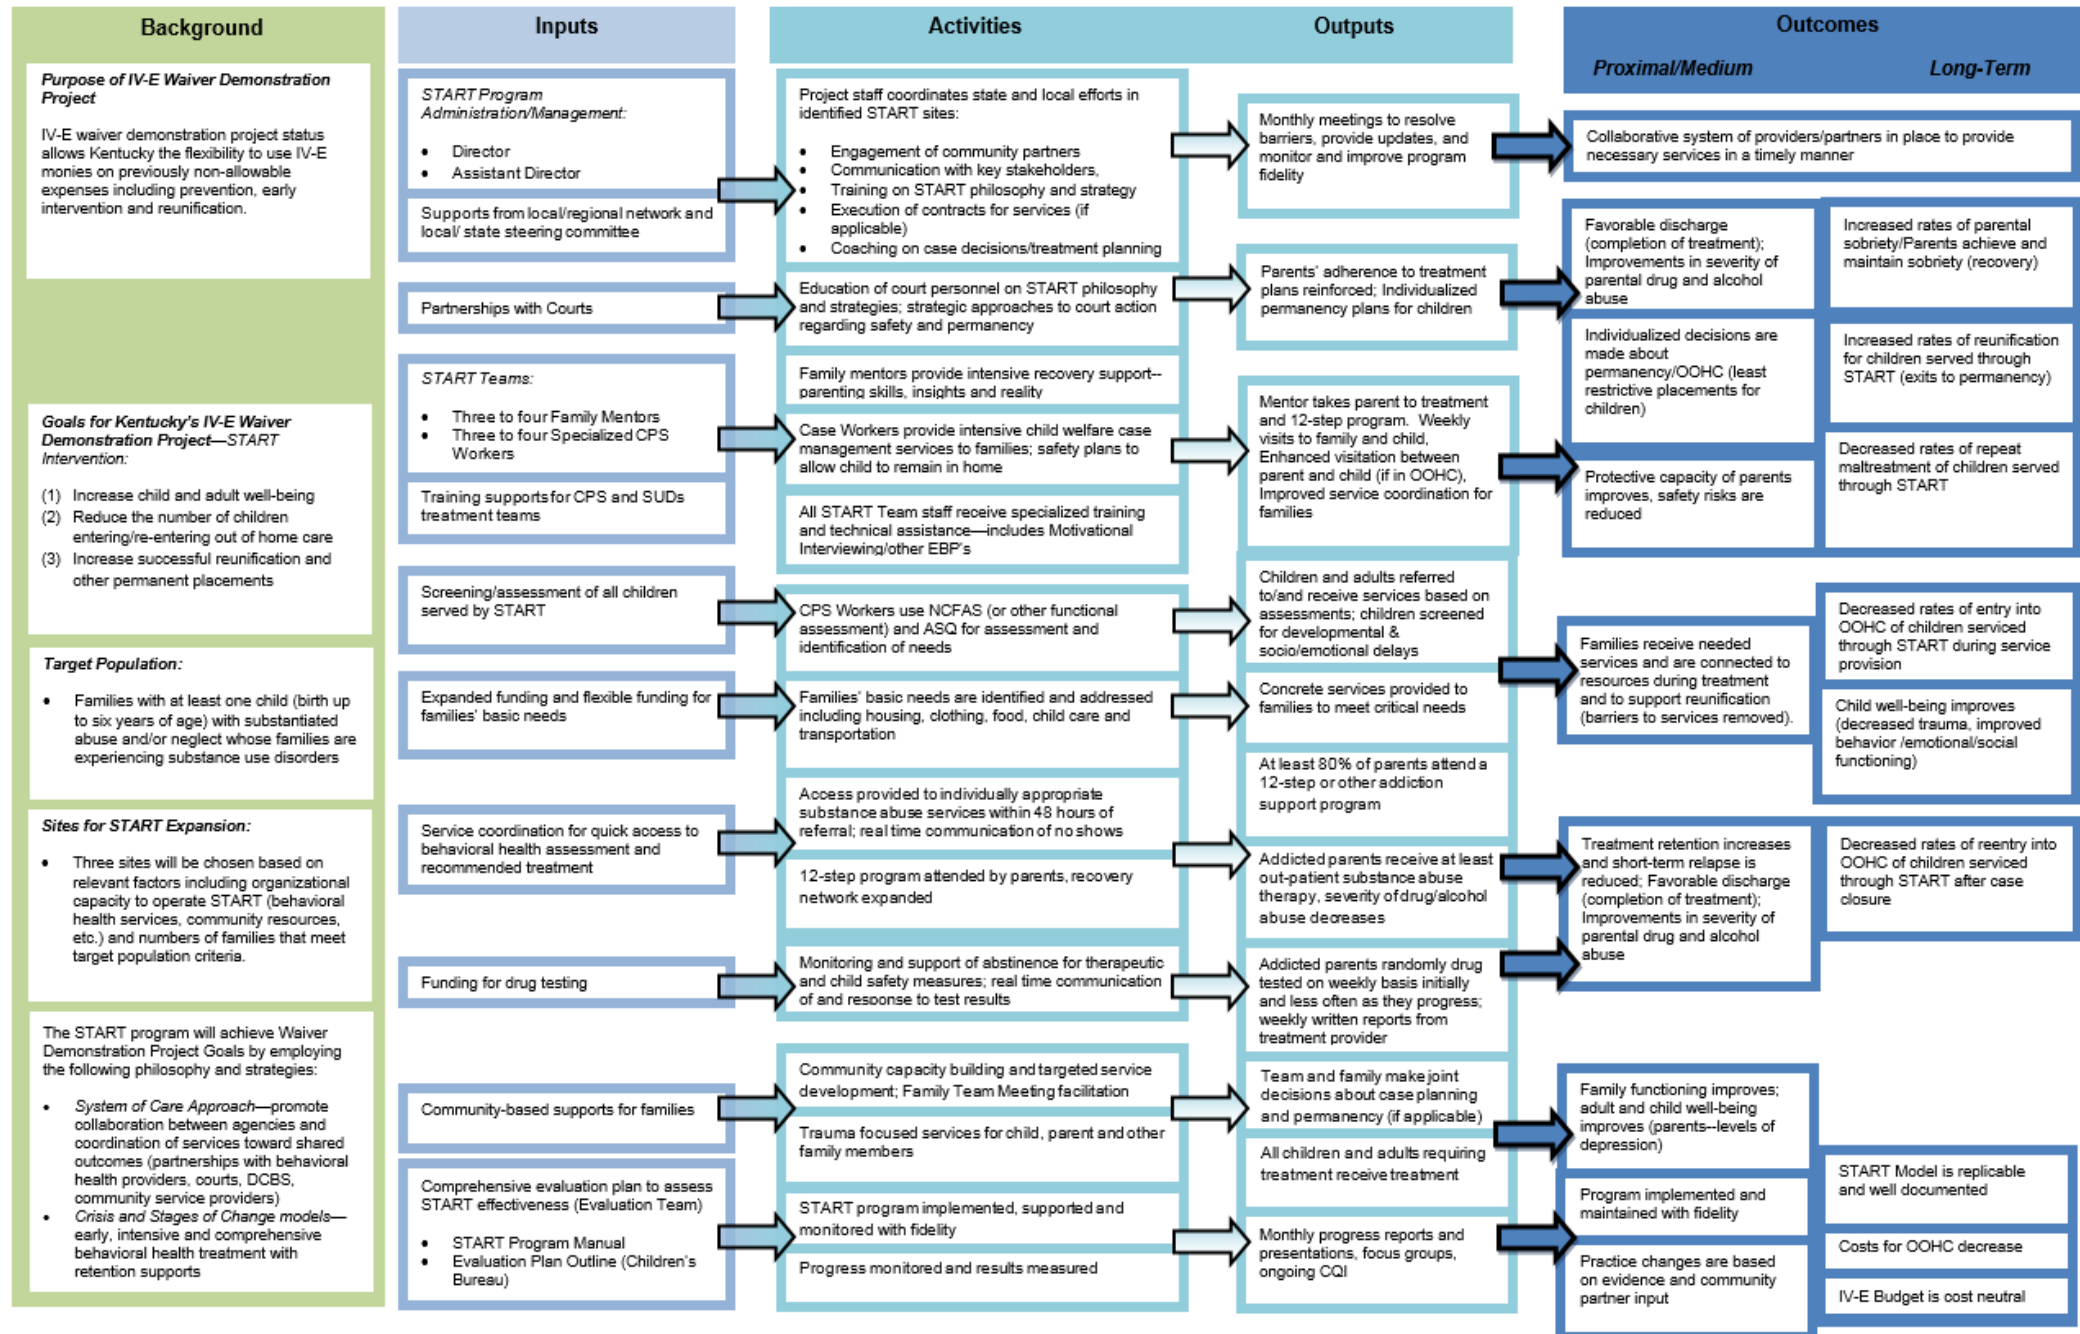 Background
Purpose of IV-E Waiver Demonstration
Project
IV-E waiver demonstration project status
allows Kentucky the flexibility to use IV-E
monies on previously non-allowable
expenses including prevention, early
intervention and reunification.
Goals for Kentucky's IV-E Waiver
Demonstration Project—START
Intervention:
(1) Increase child and adult well-being
(2) Reduce the number of children
entering/re-entering out of home care
(3) Increase successful reunification and
other permanent placements
Target Population:
• Families with at least one child (birth up
to six years of age) with substantiated
abuse and/or neglect whose families are
experiencing substance use disorders
Sites for START Expansion:
• Three sites will be chosen based on
relevant factors including organizational
capacity to operate START (behavioral
health services, community resources,
etc.) and numbers of families that meet
target population criteria.
The START program will achieve Waiver
Demonstration Project Goals by employing
the following philosophy and strategies:
• System of Care Approach—promote
collaboration between agencies and
coordination of services toward shared
outcomes (partnerships with behavioral
health providers, courts, DCBS,
community service providers)
• Crisis and Stages of Change models—
early, intensive and comprehensive
behavioral health treatment with
retention supports
Inputs
START Program
Administration/Management:
• Director
• Assistant Director
Supports from local/regional network and
local/ state steering committee
Partnerships with Courts
START Teams:
• Three to four Family Mentors
• Three to four Specialized CPS
Workers
Training supports for CPS and SUDs
treatment teams
Screening/assessment of all children
served by START
Expanded funding and flexible funding for
families' basic needs
Service coordination for quick access to
behavioral health assessment and
recommended treatment
Funding for drug testing
Community-based supports for families
Comprehensive evaluation plan to assess
START effectiveness (Evaluation Team)
• START Program Manual
• Evaluation Plan Outline (Children's
Bureau)
Activities
Project staff coordinates state and local efforts in
identified START sites:
• Engagement of community partners
• Communication with key stakeholders,
• Training on START philosophy and strategy
• Execution of contracts for services (if
applicable)
• Coaching on case decisions/treatment planning
Education of court personnel on START philosophy
and strategies; strategic approaches to court action
regarding safety and permanency
Family mentors provide intensive recovery support--
parenting skills, insights and reality
Case Workers provide intensive child welfare case
management services to families; safety plans to
allow child to remain in home
All START Team staff receive specialized training
and technical assistance—includes Motivational
Interviewing/other EBP's
CPS Workers use NCFAS (or other functional
assessment) and ASQ for assessment and
identification of needs
Families' basic needs are identified and addressed
including housing, clothing, food, child care and
transportation
Access provided to individually appropriate
substance abuse services within 48 hours of
referral; real time communication of no shows
12-step program attended by parents, recovery
network expanded
Monitoring and support of abstinence for therapeutic
and child safety measures; real time communication
of and response to test results
Community capacity building and targeted service
development; Family Team Meeting facilitation
Trauma focused services for child, parent and other
family members
START program implemented, supported and
monitored with fidelity
Progress monitored and results measured
Outputs
Monthly meetings to resolve
barriers, provide updates, and
monitor and improve program
fidelity
Parents' adherence to treatment
plans reinforced; Individualized
permanency plans for children
Mentor takes parent to treatment
and 12-step program. Weekly
visits to family and child,
Enhanced visitation between
parent and child (if in OOHC),
Improved service coordination for
families
Children and adults referred
to/and receive services based on
assessments; children screened
for developmental &
socio/emotional delays
Concrete services provided to
families to meet critical needs
At least 80% of parents attend a
12-step or other addiction
support program
Addicted parents receive at least
out-patient substance abuse
therapy, severity of drug/alcohol
abuse decreases
Addicted parents randomly drug
tested on weekly basis initially
and less often as they progress;
weekly written reports from
treatment provider
Team and family make joint
decisions about case planning
and permanency (if applicable)
All children and adults requiring
treatment receive treatment
Monthly progress reports and
presentations, focus groups,
ongoing CQI
Outcomes
Proximal/Medium
Long-Term
Collaborative system of providers/partners in place to provide
necessary services in a timely manner
Favorable discharge
(completion of treatment);
Improvements in severity of
parental drug and alcohol
abuse
Individualized decisions are
made about
permanency/OOHC (least
restrictive placements for
children)
Protective capacity of parents
improves, safety risks are
reduced
Increased rates of parental
sobriety/Parents achieve and
maintain sobriety (recovery)
Increased rates of reunification
for children served through
START (exits to permanency)
Decreased rates of repeat
maltreatment of children served
through START
Families receive needed
services and are connected to
resources during treatment
and to support reunification
(barriers to services removed).
Decreased rates of entry into
OOHC of children serviced
through START during service
provision
Child well-being improves
(decreased trauma, improved
behavior /emotional/social
functioning)
Treatment retention increases
and short-term relapse is
reduced; Favorable discharge
(completion of treatment);
Improvements in severity of
parental drug and alcohol
abuse
Decreased rates of reentry into
OOHC of children serviced
through START after case
closure
Family functioning improves;
adult and child well-being
improves (parents--levels of
depression)
Program implemented and
maintained with fidelity
Practice changes are based
on evidence and community
partner input
START Model is replicable
and well documented
Costs for OOHC decrease
IV-E Budget is cost neutral